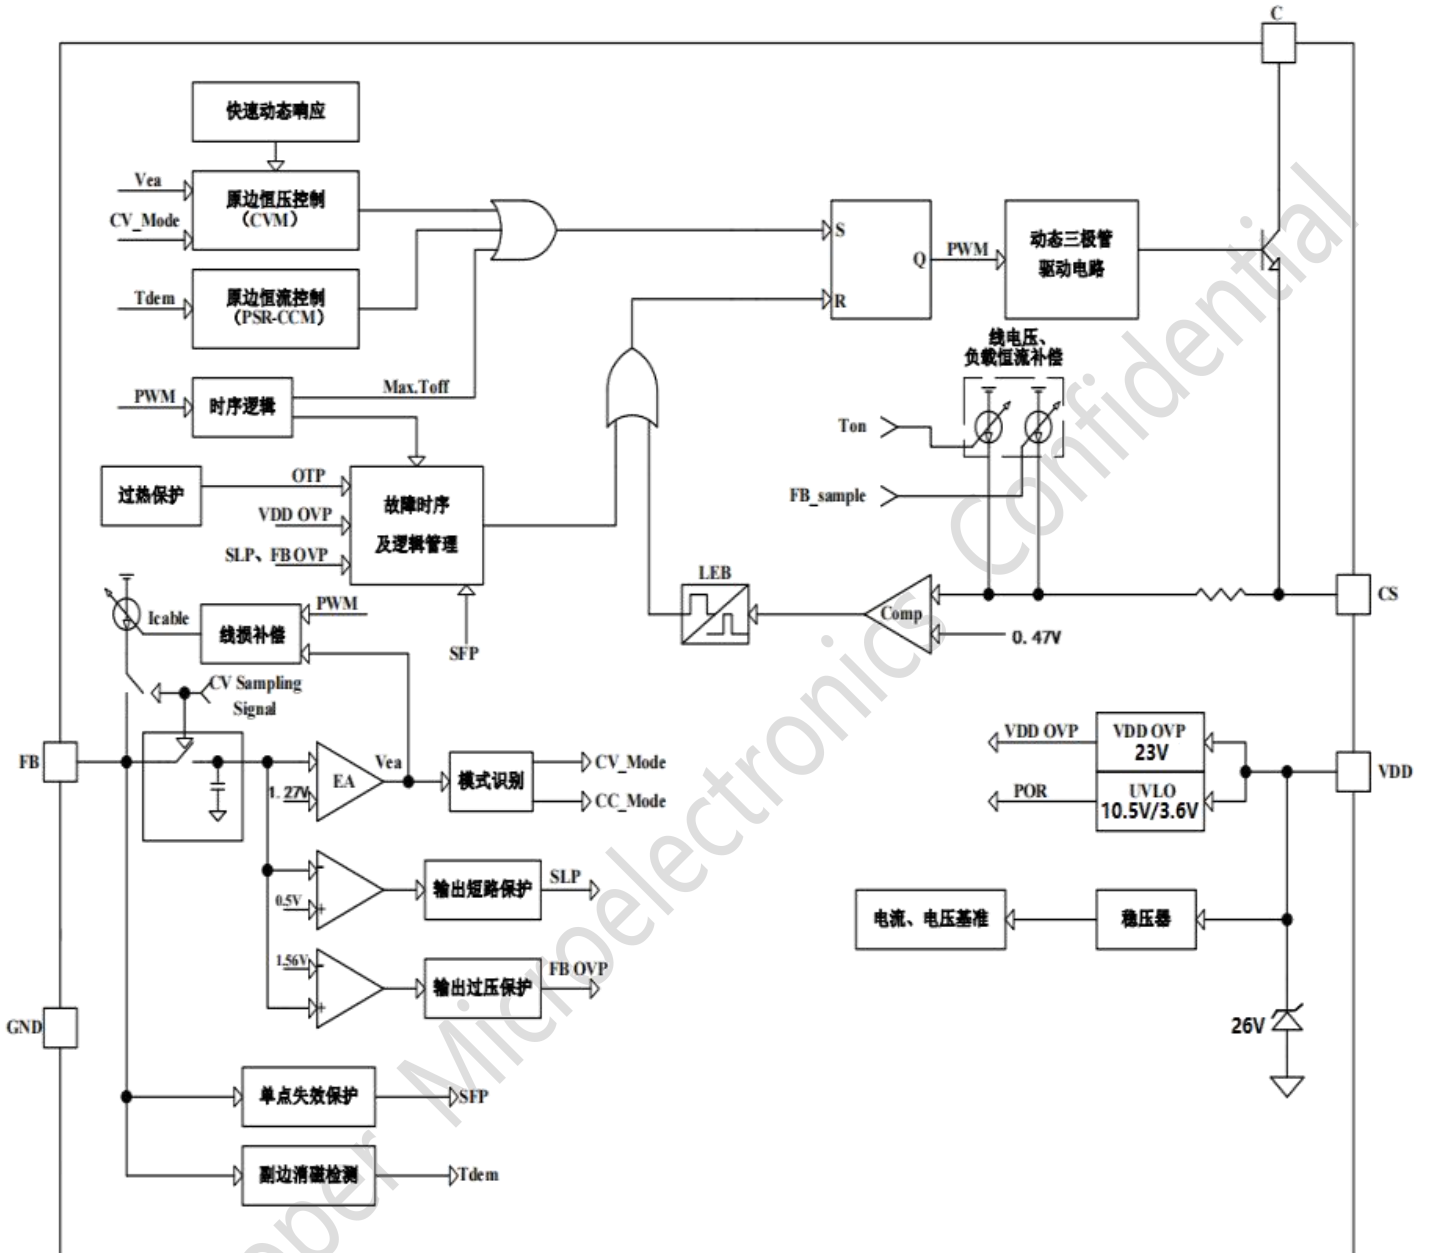 C
快速动态响应
Vea
CV_Mode
原边恒压控制
（CVM）
Tdem
原边恒流控制
（PSR-CCM）
PWM
时序逻辑
Max.Toff
S
R
Q
PWM
动态三极管
驱动电路
线电压、
负载恒流补偿
Ton
FB_sample
过热保护
OTP
VDD OVP
SLP、FB OVP
故障时序
及逻辑管理
SFP
LEB
Comp
0.47V
CS
Icable
线损补偿
PWM
CV Sampling
Signal
FB
1.27V
EA
Vea
模式识别
CV_Mode
CC_Mode
0.5V
-
+
输出短路保护
SLP
1.56V
-
+
输出过压保护
FB OVP
GND
单点失效保护
SFP
副边消磁检测
Tdem
VDD OVP
VDD OVP
23V
POR
UVLO
10.5V/3.6V
VDD
电流、电压基准
稳压器
26V
per Microelectronics Confidential